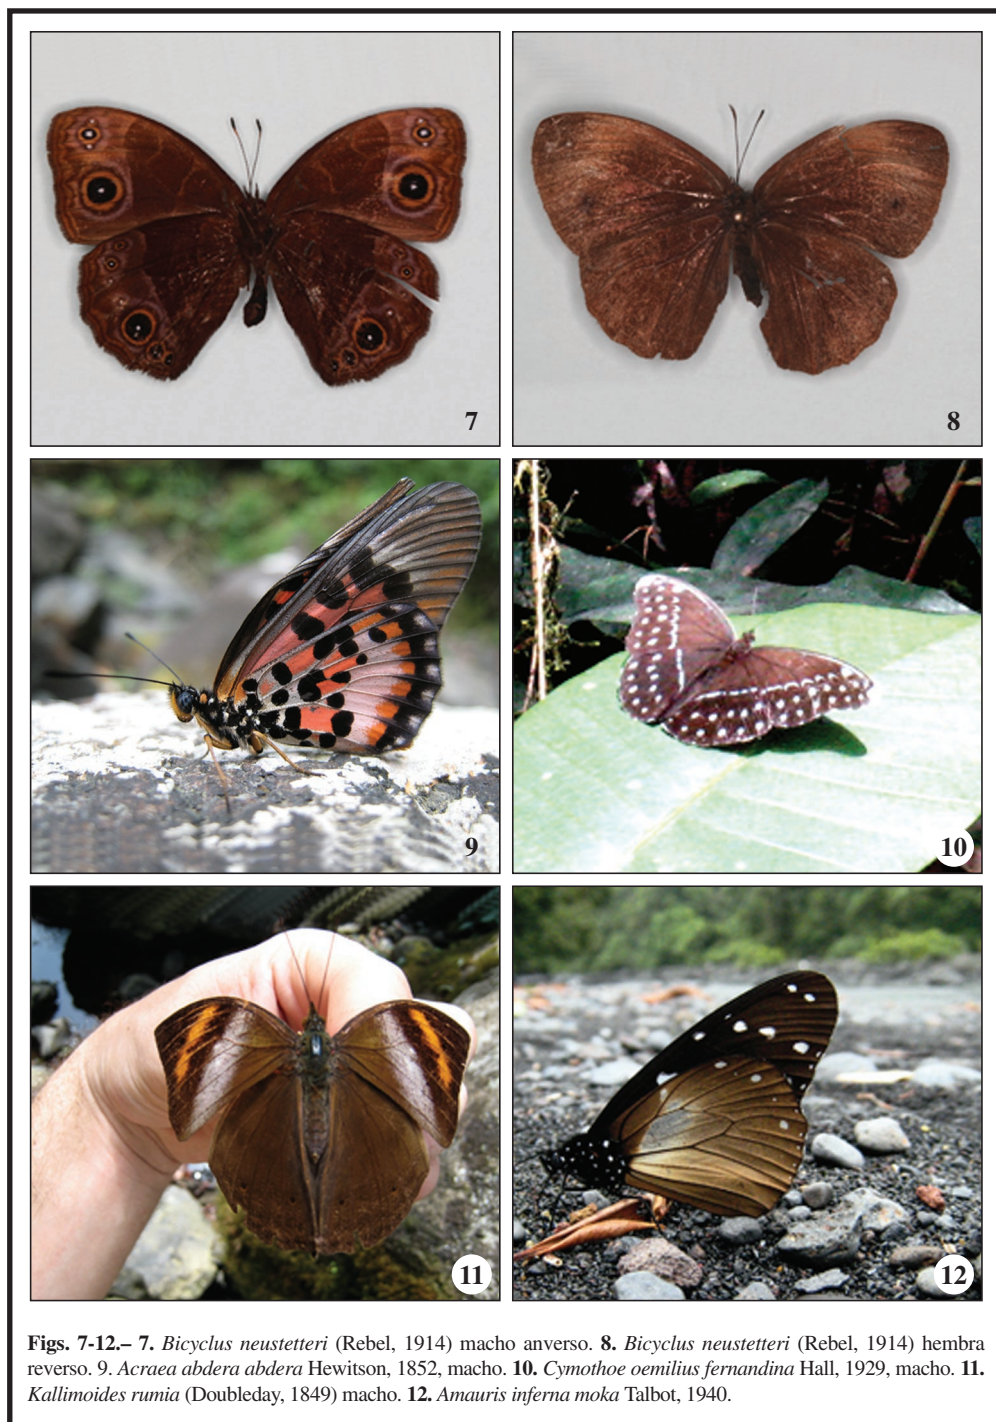 7
8
9
10
11
12
Figs. 7-12.– 7. Bicyclus neustetteri (Rebel, 1914) macho anverso. 8. Bicyclus neustetteri (Rebel, 1914) hembra
reverso. 9. Acraea abdera abdera Hewitson, 1852, macho. 10. Cymothoe oemilius fernandina Hall, 1929, macho. 11.
Kallimoides rumia (Doubleday, 1849) macho. 12. Amauris inferna moka Talbot, 1940.